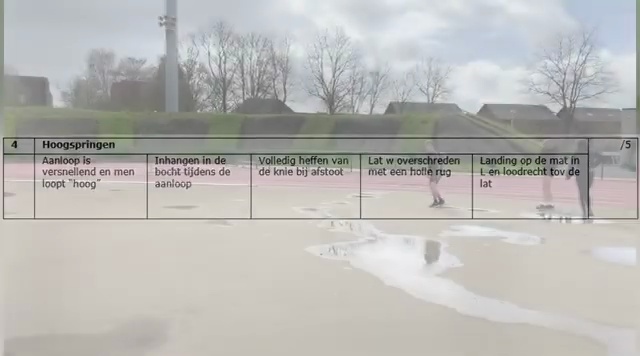 4 Hoogspringen /5
Aanloop is
versnellend en men
loopt "hoog"
Inhangen in de
bocht tijdens de
aanloop
Volledig heffen van
de knie bij afstoot
Lat w overschreden
met een holle rug
Landing op de mat in
L en loodrecht tov de
lat